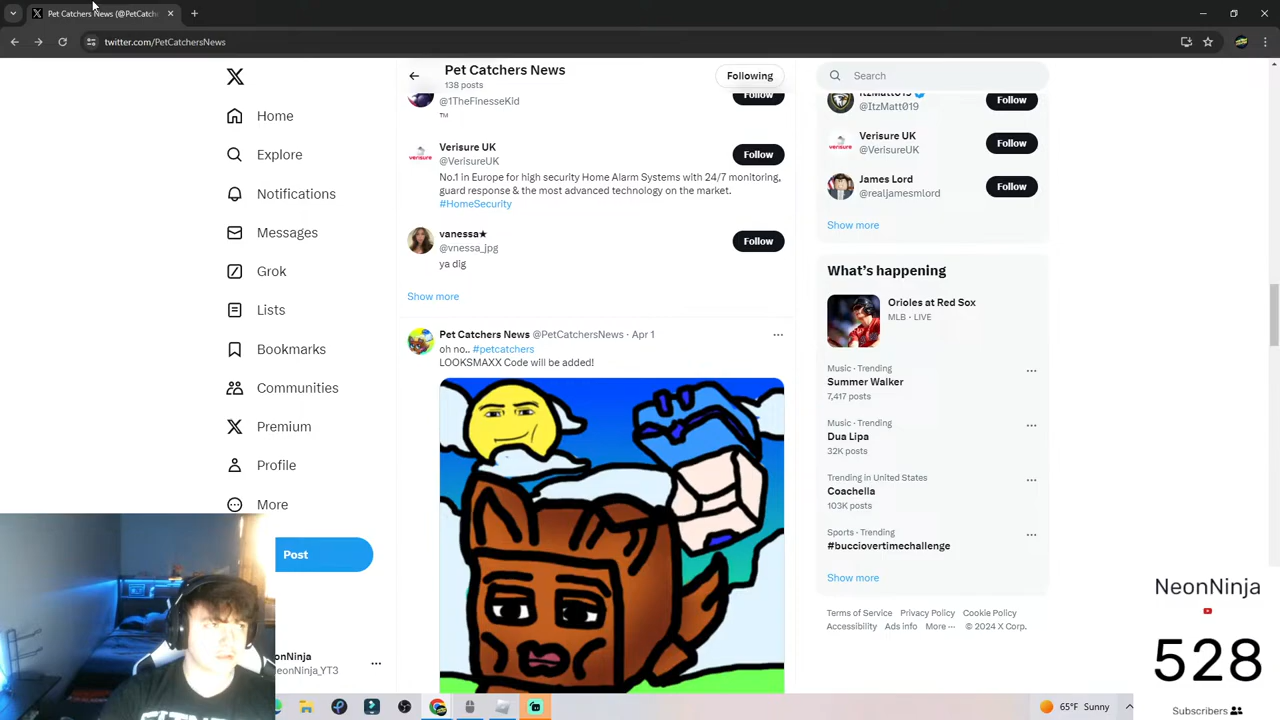 Pet Catchers News (@PetCatch
twitter.com/PetCatchersNews
Home
Explore
Notifications
Messages
Grok
Lists
Bookmarks
Communities
Premium
Profile
More
Post
onNinja
eonNinja_YT3
Pet Catchers News
138 posts
Following
@1TheFinesseKid
Follow
™
Verisure UK
@VerisureUK
Follow
No.1 in Europe for high security Home Alarm Systems with 24/7 monitoring,
guard response & the most advanced technology on the market.
#HomeSecurity
vanessa★
@vnessa_jpg
Follow
ya dig
Show more
Pet Catchers News @PetCatchersNews · Apr 1
oh no.. #petcatchers
LOOKSMAXX Code will be added!
Search
ItzMatt019
@ItzMatt019
Follow
Verisure UK
@VerisureUK
Follow
James Lord
@realjamesmlord
Follow
Show more
What's happening
Orioles at Red Sox
MLB · LIVE
Music · Trending
Summer Walker
7,417 posts
Music · Trending
Dua Lipa
32K posts
Trending in United States
Coachella
103K posts
Sports · Trending
#bucciovertimechallenge
Show more
Terms of Service Privacy Policy Cookie Policy
Accessibility Ads info More ··· © 2024 X Corp.
NeonNinja
528
Subscribers
65°F Sunny